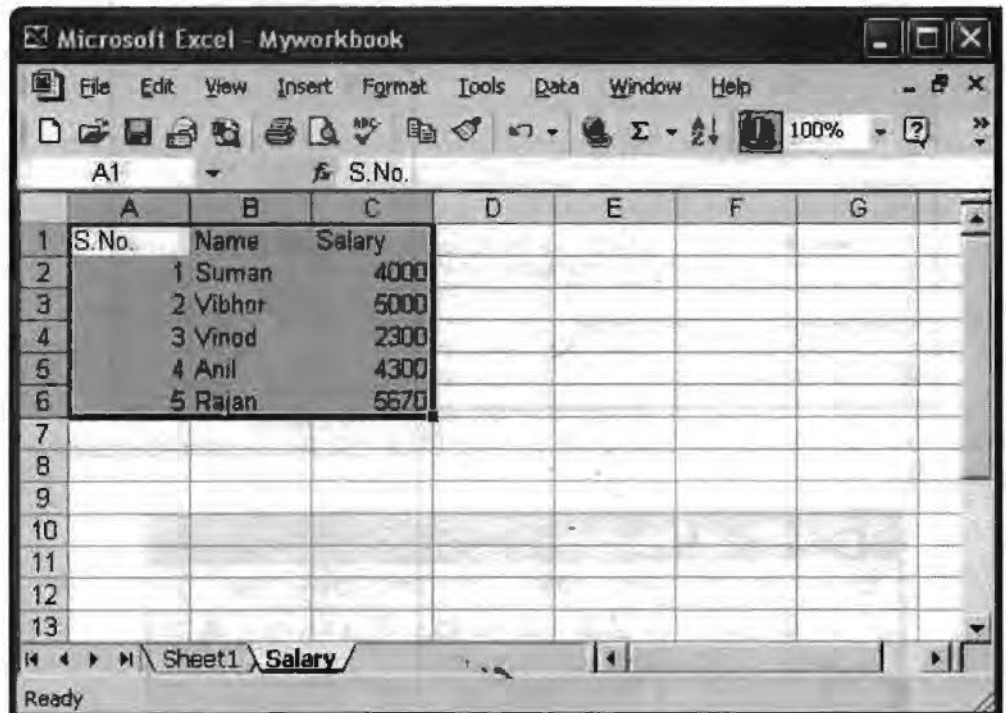 Microsoft Excel - Myworkbook
File Edit View Insert Format Tools Data Window Help
100%
A1 fx S.No.
A B C D E F G
1 S.No. Name Salary
2 1 Suman 4000
3 2 Vibhor 5000
4 3 Vinod 2300
5 4 Anil 4300
6 5 Rajan 5670
7
8
9
10
11
12
13
Sheet1 Salary
Ready